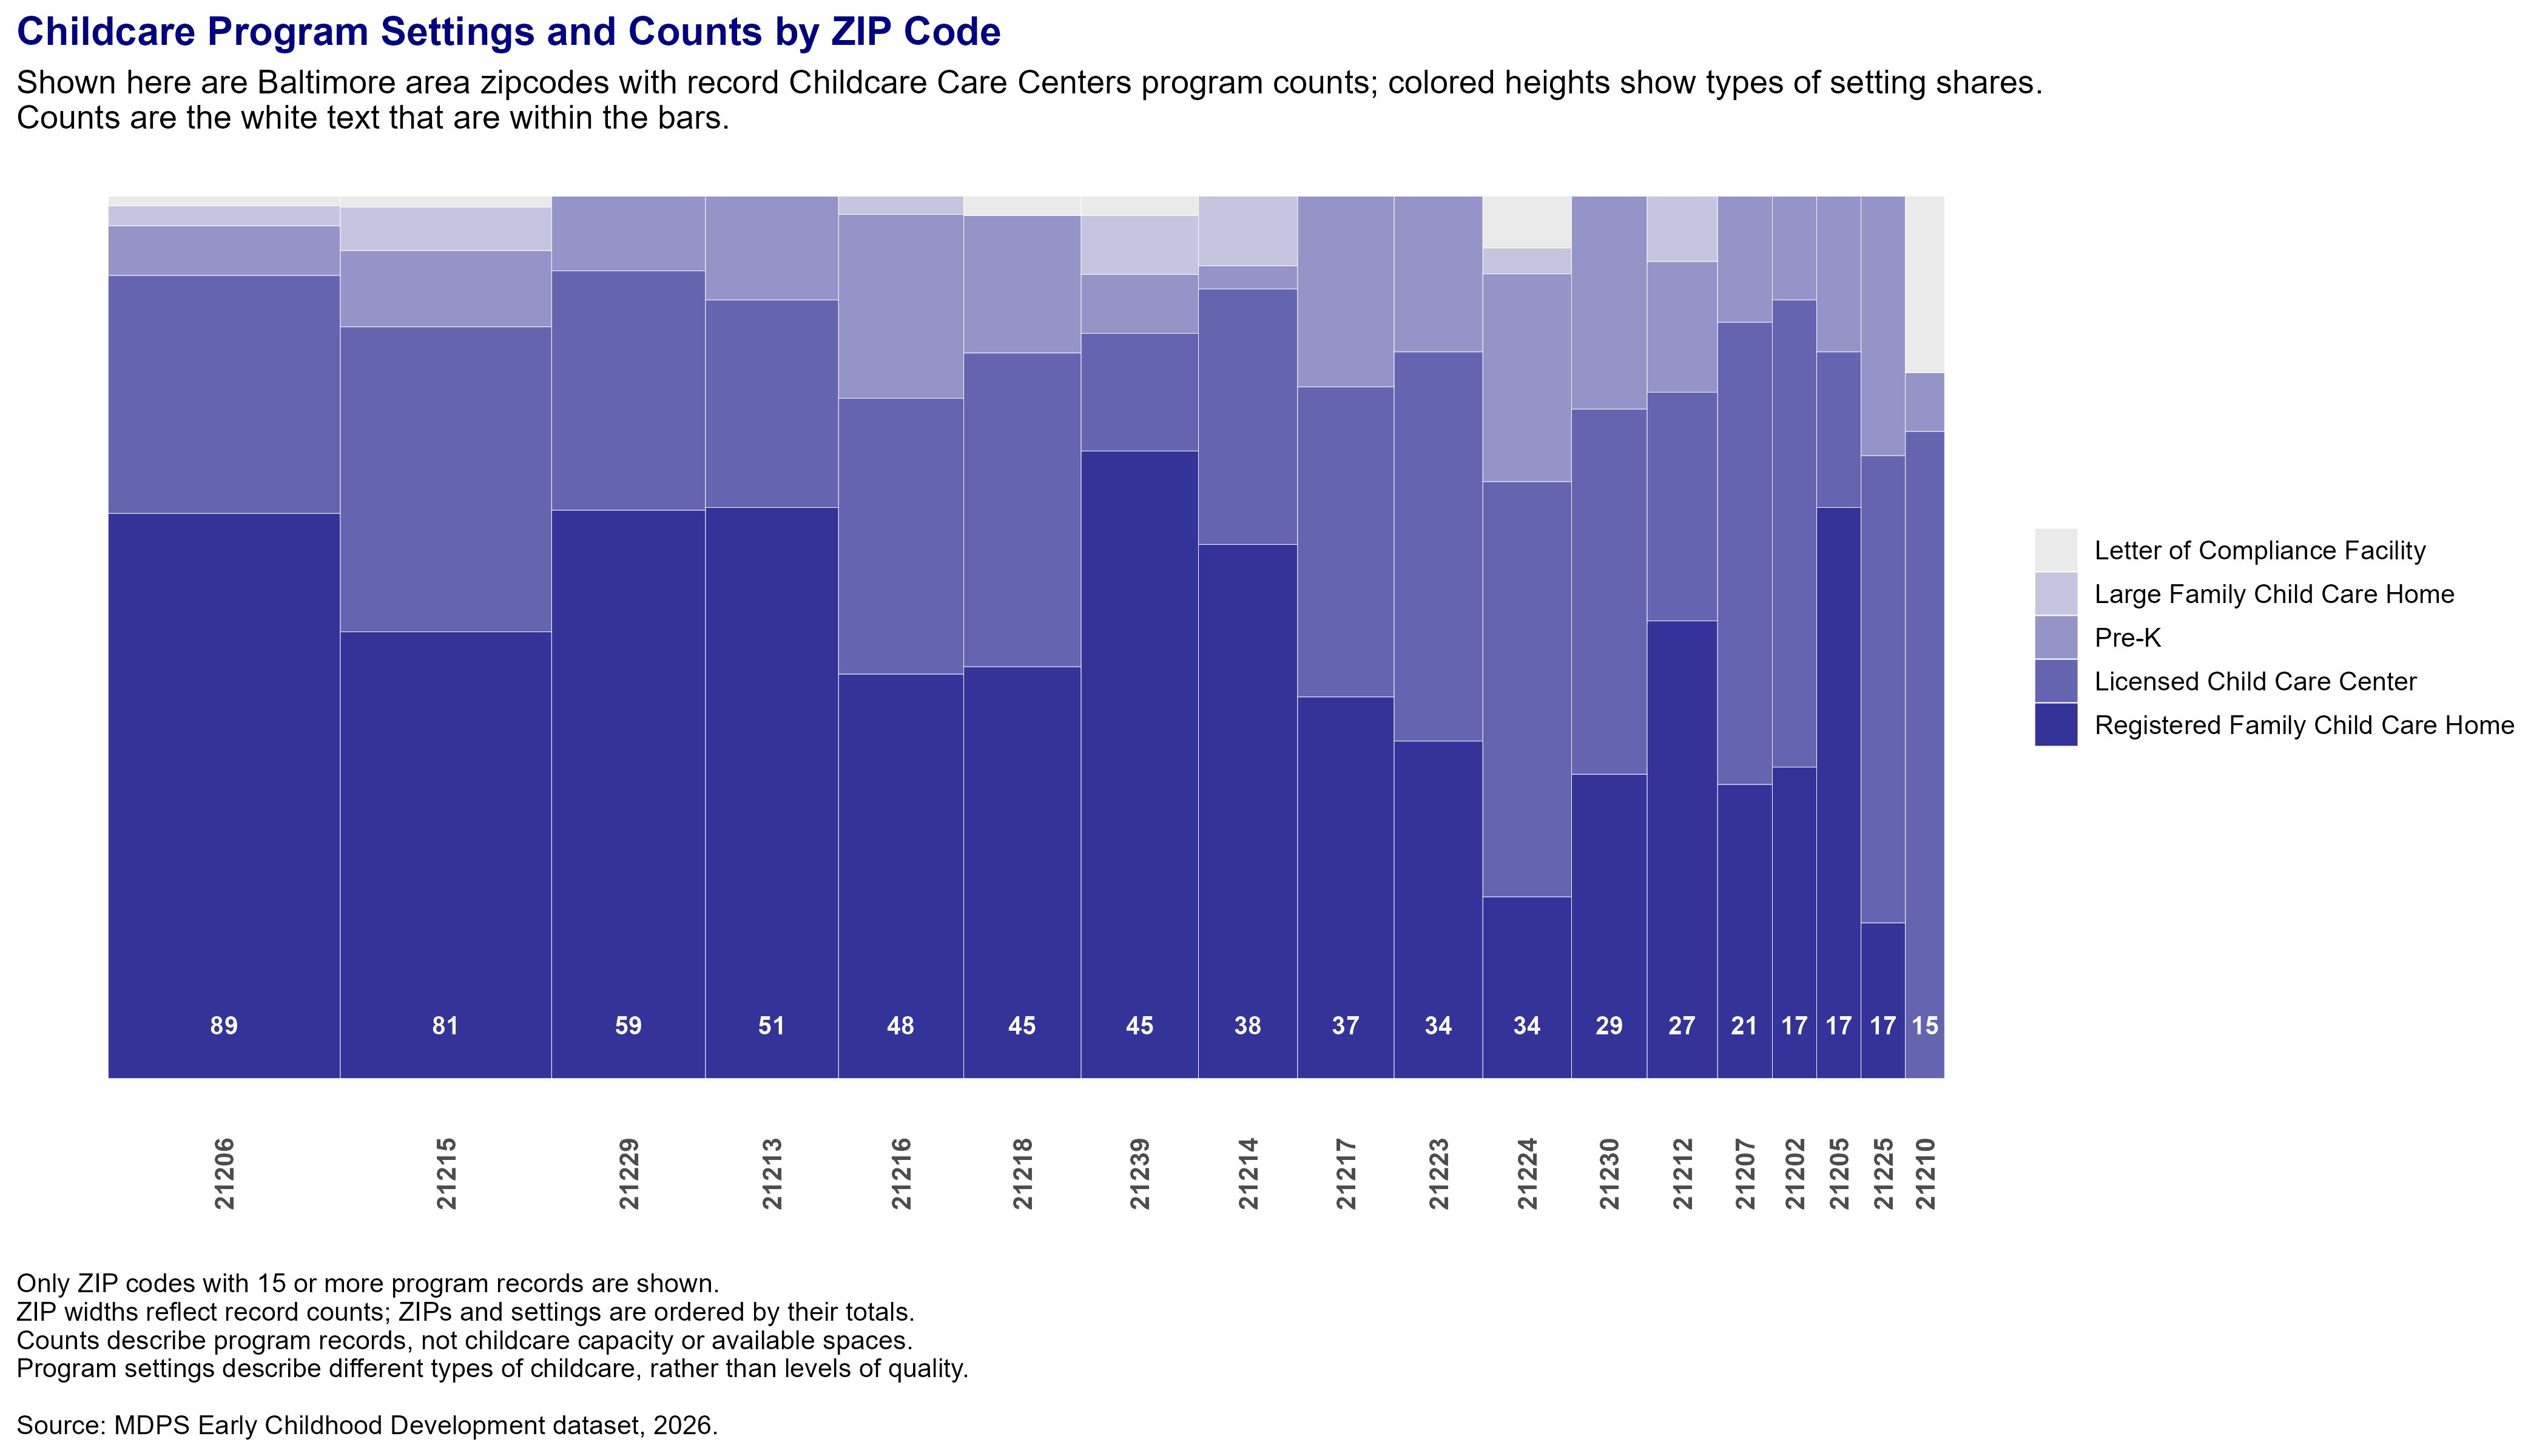 Childcare Program Settings and Counts by ZIP Code
Shown here are Baltimore area zipcodes with record Childcare Care Centers program counts; colored heights show types of setting shares.
Counts are the white text that are within the bars.
Letter of Compliance Facility
Large Family Child Care Home
Pre-K
Licensed Child Care Center
Registered Family Child Care Home
89 81 59 51 48 45 45 38 37 34 34 29 27 21 17 17 17 15
21206 21215 21229 21213 21216 21218 21239 21214 21217 21223 21224 21230 21212 21207 21202 21205 21225 21210
Only ZIP codes with 15 or more program records are shown.
ZIP widths reflect record counts; ZIPs and settings are ordered by their totals.
Counts describe program records, not childcare capacity or available spaces.
Program settings describe different types of childcare, rather than levels of quality.
Source: MDPS Early Childhood Development dataset, 2026.